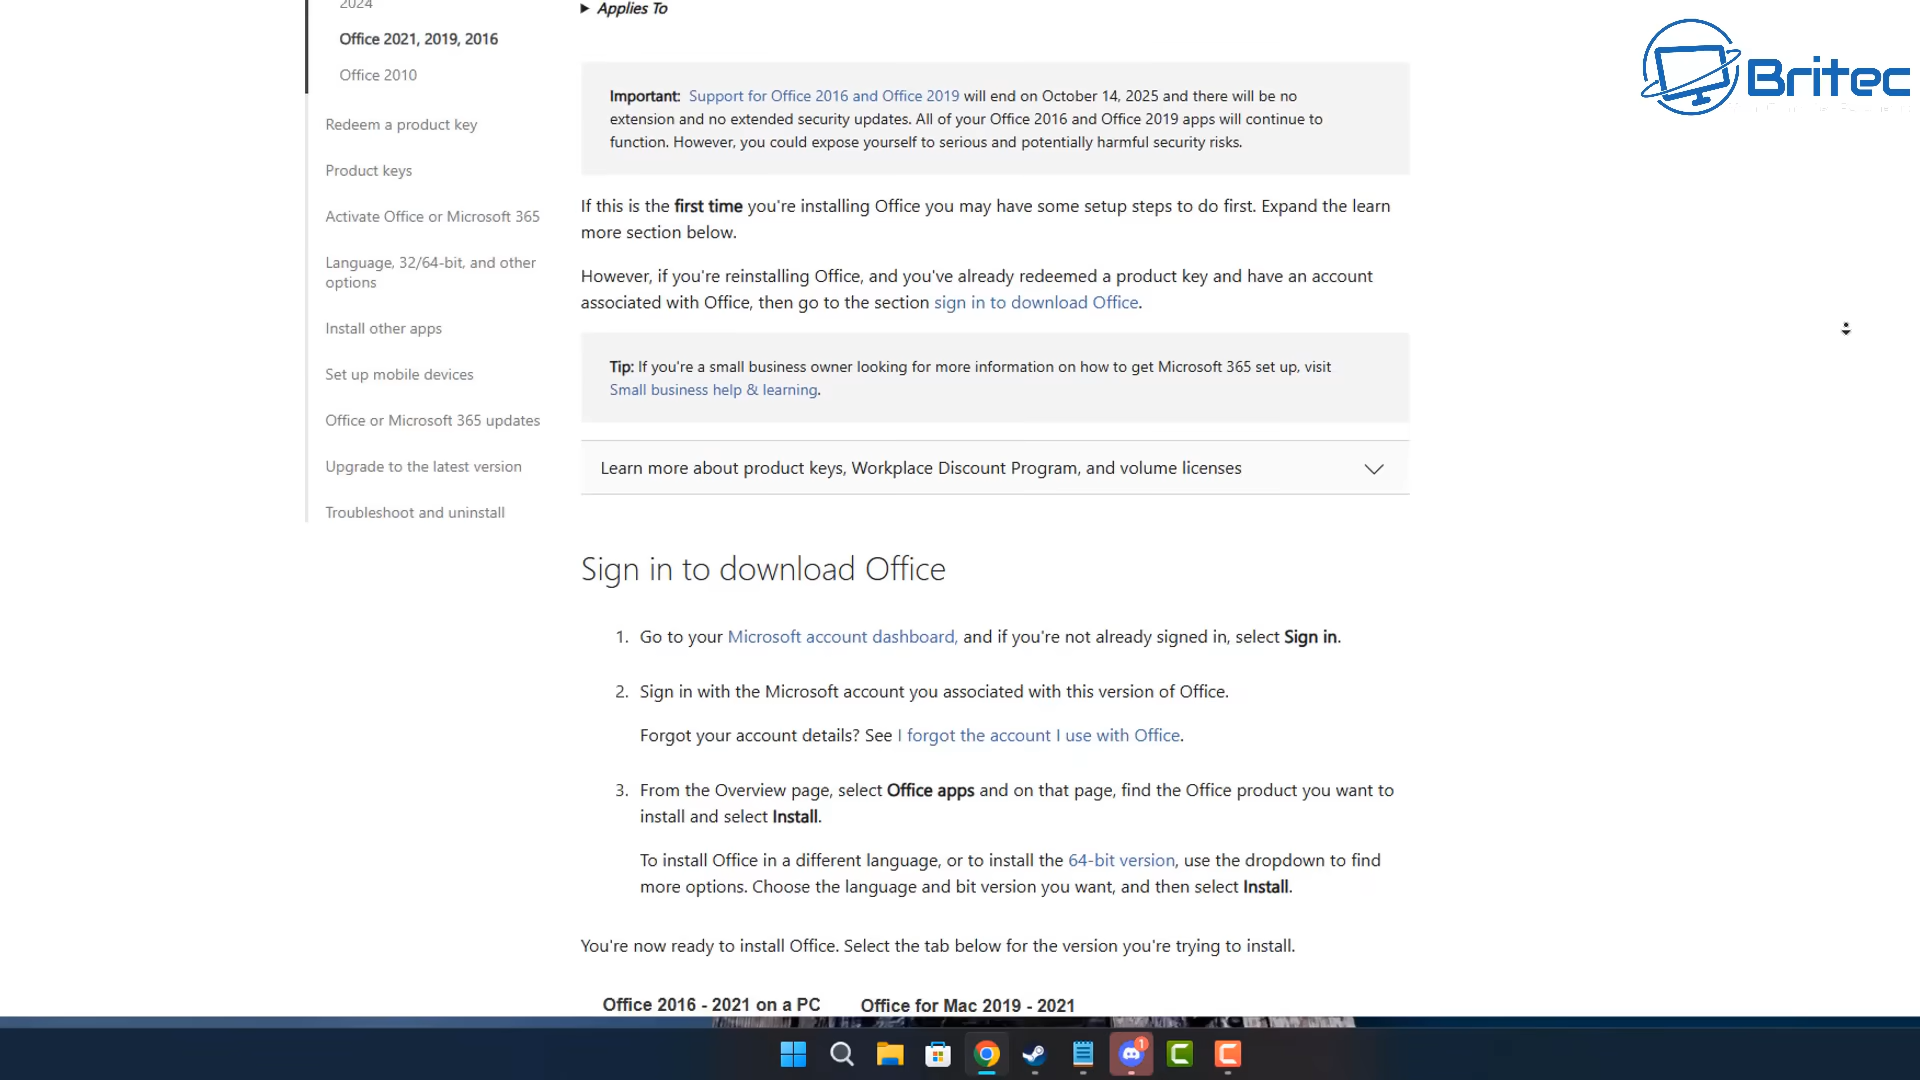 2024
Office 2021, 2019, 2016
Office 2010
Redeem a product key
Product keys
Activate Office or Microsoft 365
Language, 32/64-bit, and other
options
Install other apps
Set up mobile devices
Office or Microsoft 365 updates
Upgrade to the latest version
Troubleshoot and uninstall
Applies To
Important: Support for Office 2016 and Office 2019 will end on October 14, 2025 and there will be no
extension and no extended security updates. All of your Office 2016 and Office 2019 apps will continue to
function. However, you could expose yourself to serious and potentially harmful security risks.
If this is the first time you're installing Office you may have some setup steps to do first. Expand the learn
more section below.
However, if you're reinstalling Office, and you've already redeemed a product key and have an account
associated with Office, then go to the section sign in to download Office.
Tip: If you're a small business owner looking for more information on how to get Microsoft 365 set up, visit
Small business help & learning.
Learn more about product keys, Workplace Discount Program, and volume licenses
Sign in to download Office
1. Go to your Microsoft account dashboard, and if you're not already signed in, select Sign in.
2. Sign in with the Microsoft account you associated with this version of Office.
Forgot your account details? See I forgot the account I use with Office.
3. From the Overview page, select Office apps and on that page, find the Office product you want to
install and select Install.
To install Office in a different language, or to install the 64-bit version, use the dropdown to find
more options. Choose the language and bit version you want, and then select Install.
You're now ready to install Office. Select the tab below for the version you're trying to install.
Office 2016 - 2021 on a PC Office for Mac 2019 - 2021
Britec
1